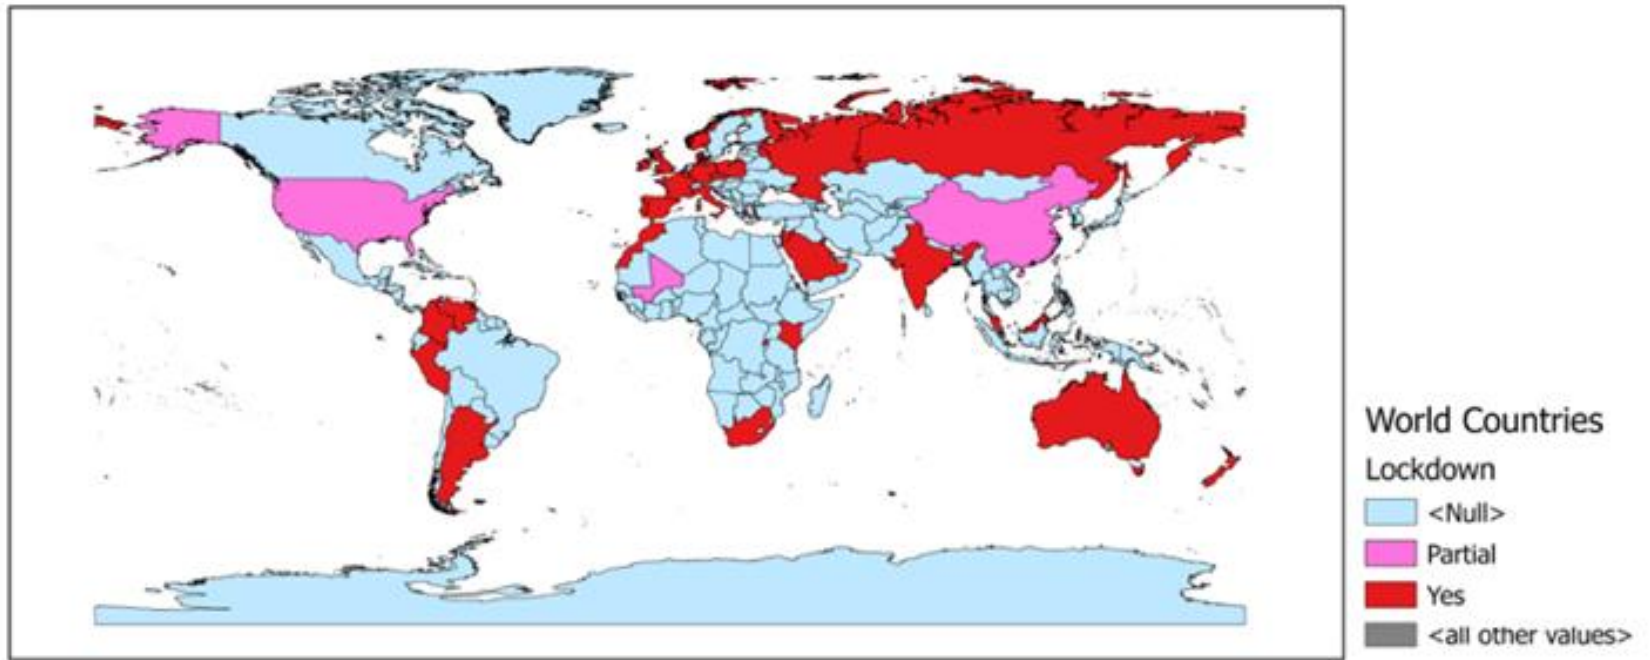 World Countries
Lockdown
<Null>
Partial
Yes
<all other values>